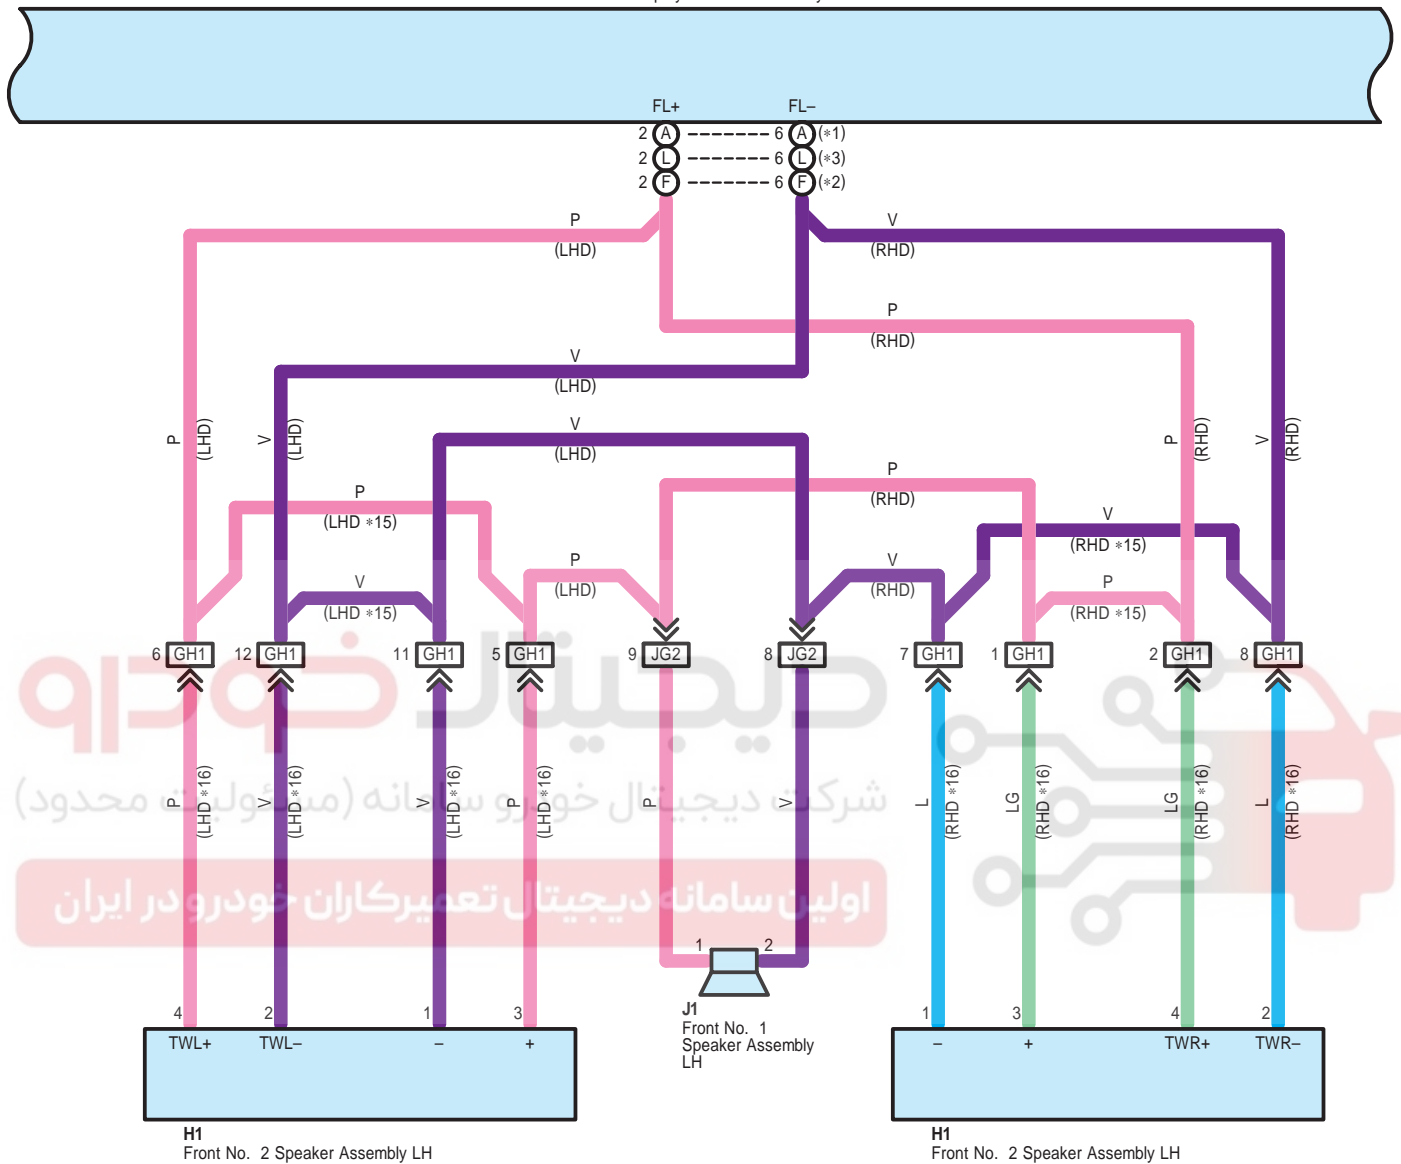 FL+ FL–
2 A 6 A (*1)
2 L 6 L (*3)
2 F 6 F (*2)
P V
(LHD) (RHD)
P
(RHD)
V
(LHD)
P (LHD) V (LHD) P (RHD) V (RHD)
V
(LHD)
P
(RHD)
P
(LHD *15)
V
(RHD *15)
P
(LHD)
V
(RHD)
V
(LHD *15)
P
(RHD *15)
6 GH1 12 GH1 11 GH1 5 GH1 9 JG2 8 JG2 7 GH1 1 GH1 2 GH1 8 GH1
دیجیتال خودرو
شرکت دیجیتال خودرو سامانه (مسئولیت محدود)
P (LHD *16) V (LHD *16) V (LHD *16) P (LHD *16) P V L (RHD *16) LG (RHD *16) LG (RHD *16) L (RHD *16)
اولین سامانه دیجیتال تعمیرکاران خودرو در ایران
1 2
J1
Front No. 1
Speaker Assembly
LH
4 2 1 3 1 3 4 2
TWL+ TWL– – + – + TWR+ TWR–
H1
Front No. 2 Speaker Assembly LH
H1
Front No. 2 Speaker Assembly LH